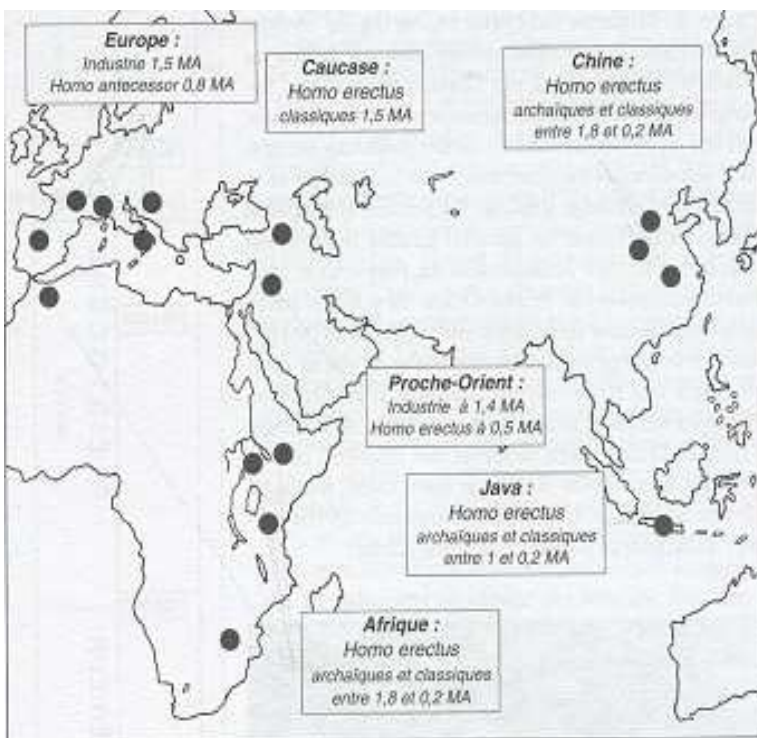 Europe :
Industrie 1,5 MA
Homo antecessor 0,8 MA
Caucase :
Homo erectus
classiques 1,5 MA
Chine :
Homo erectus
archaïques et classiques
entre 1,8 et 0,2 MA
Proche-Orient :
Industrie à 1,4 MA
Homo erectus à 0,5 MA
Java :
Homo erectus
archaïques et classiques
entre 1 et 0,2 MA
Afrique :
Homo erectus
archaïques et classiques
entre 1,8 et 0,2 MA